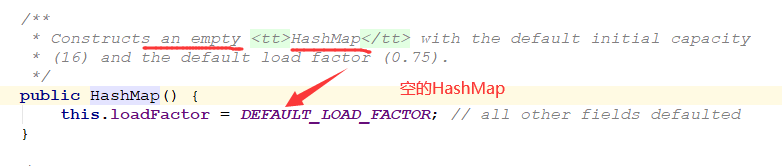 /**
* Constructs an empty <tt>HashMap</tt> with the default initial capacity
* (16) and the default load factor (0.75).
*/
空的HashMap
public HashMap() {
this.loadFactor = DEFAULT_LOAD_FACTOR; // all other fields defaulted
}